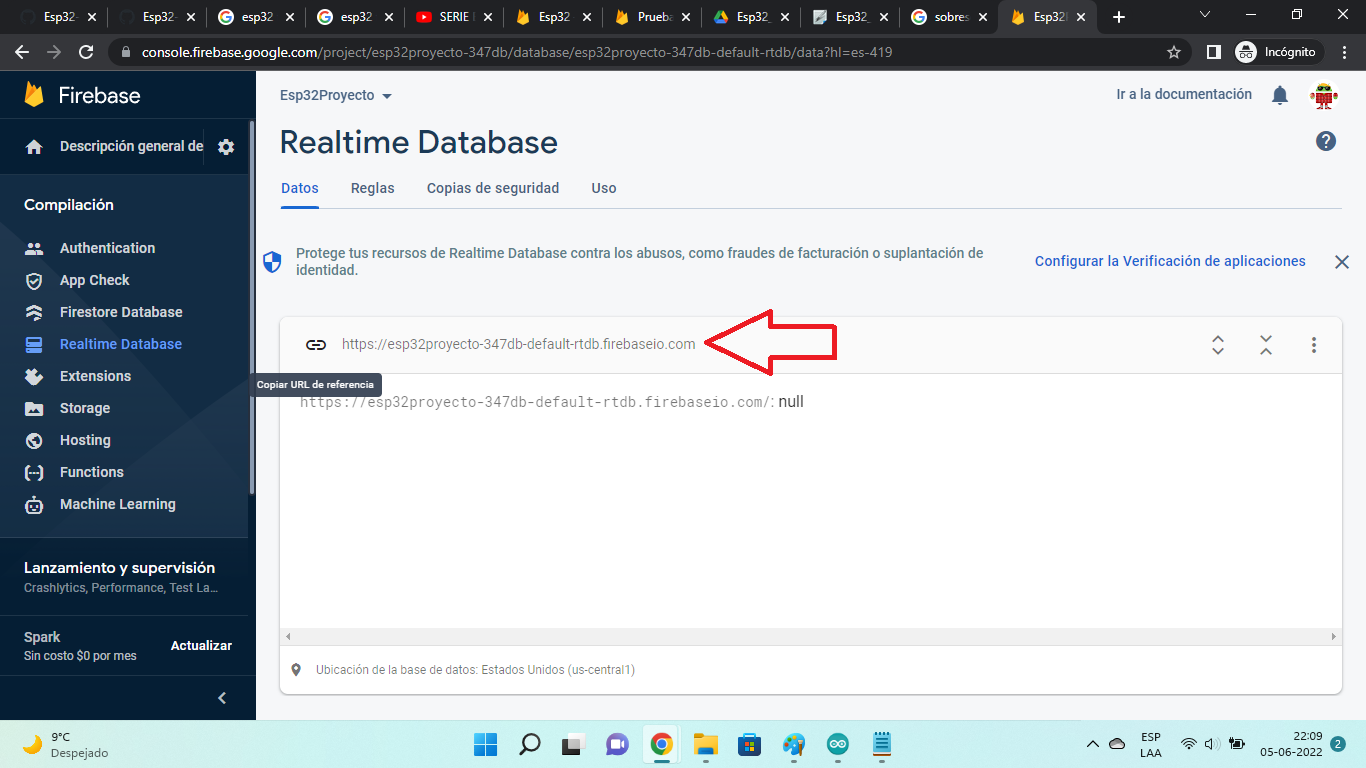 Esp32-
Esp32-
esp32
esp32
SERIE
Esp32
Prueba
Esp32_
Esp32_
sobres
Esp32
console.firebase.google.com/project/esp32proyecto-347db/database/esp32proyecto-347db-default-rtdb/data?hl=es-419
Incógnito
Firebase
Descripción general de
Compilación
Authentication
App Check
Firestore Database
Realtime Database
Extensions
Storage
Hosting
Functions
Machine Learning
Lanzamiento y supervisión
Crashlytics, Performance, Test La...
Spark
Sin costo $0 por mes
Actualizar
Esp32Proyecto
Ir a la documentación
Realtime Database
Datos
Reglas
Copias de seguridad
Uso
Protege tus recursos de Realtime Database contra los abusos, como fraudes de facturación o suplantación de
identidad.
Configurar la Verificación de aplicaciones
https://esp32proyecto-347db-default-rtdb.firebaseio.com
Copiar URL de referencia
https://esp32proyecto-347db-default-rtdb.firebaseio.com/: null
Ubicación de la base de datos: Estados Unidos (us-central1)
9°C
Despejado
ESP
LAA
22:09
05-06-2022
2